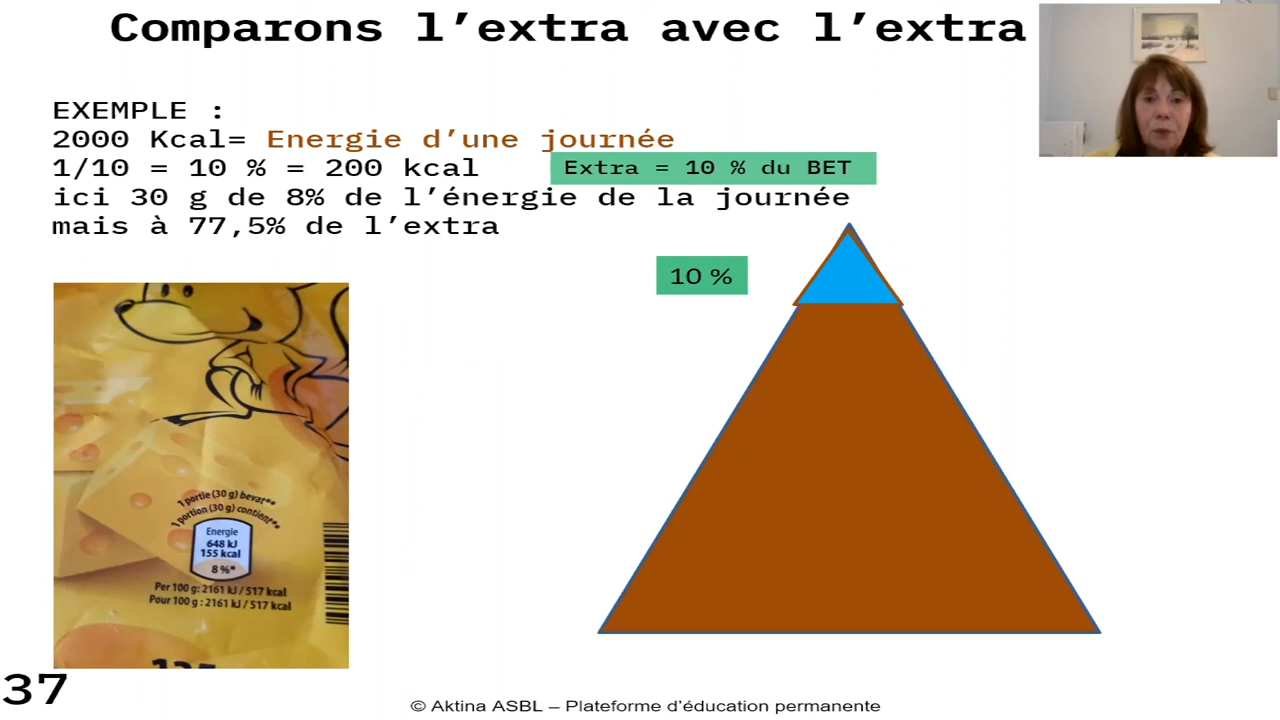 Comparons l’extra avec l’extra
EXEMPLE :
2000 Kcal= Energie d’une journée
1/10 = 10 % = 200 kcal
Extra = 10 % du BET
ici 30 g de 8% de l’énergie de la journée
mais à 77,5% de l’extra
10 %
1 portie (30 g) bevat**
1 portion (30 g) contient**
Energie
648 kJ
155 kcal
8 %*
Per 100 g: 2161 kJ / 517 kcal
Pour 100 g : 2161 kJ / 517 kcal
37
© Aktina ASBL – Plateforme d’éducation permanente